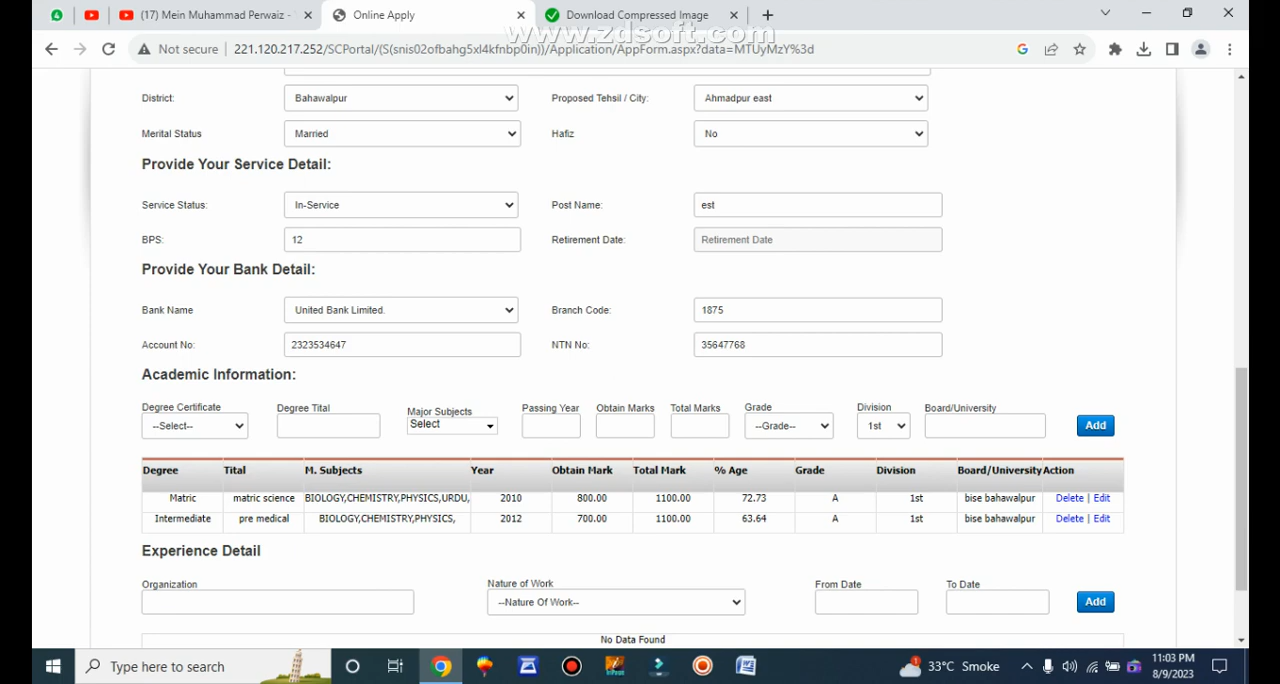 (17) Mein Muhammad Perwaiz -
Online Apply
Download Compressed Image
www.zdsoft.com
Not secure
221.120.217.252/SCPortal/(S(snis02ofbahg5xl4kfnbp0in))/Application/AppForm.aspx?data=MTUyMzY%3d
District: Bahawalpur Proposed Tehsil / City: Ahmadpur east
Merital Status Married Hafiz No
Provide Your Service Detail:
Service Status: In-Service Post Name: est
BPS: 12 Retirement Date: Retirement Date
Provide Your Bank Detail:
Bank Name United Bank Limited. Branch Code: 1875
Account No: 2323534647 NTN No: 35647768
Academic Information:
Degree Certificate Degree Tital Major Subjects Passing Year Obtain Marks Total Marks Grade Division Board/University
--Select-- Select --Grade-- 1st Add
Degree Tital M. Subjects Year Obtain Mark Total Mark % Age Grade Division Board/University Action
Matric matric science BIOLOGY,CHEMISTRY,PHYSICS,URDU, 2010 800.00 1100.00 72.73 A 1st bise bahawalpur Delete | Edit
Intermediate pre medical BIOLOGY,CHEMISTRY,PHYSICS, 2012 700.00 1100.00 63.64 A 1st bise bahawalpur Delete | Edit
Experience Detail
Organization Nature of Work From Date To Date
--Nature Of Work-- Add
No Data Found
Type here to search
33°C Smoke
11:03 PM
8/9/2023